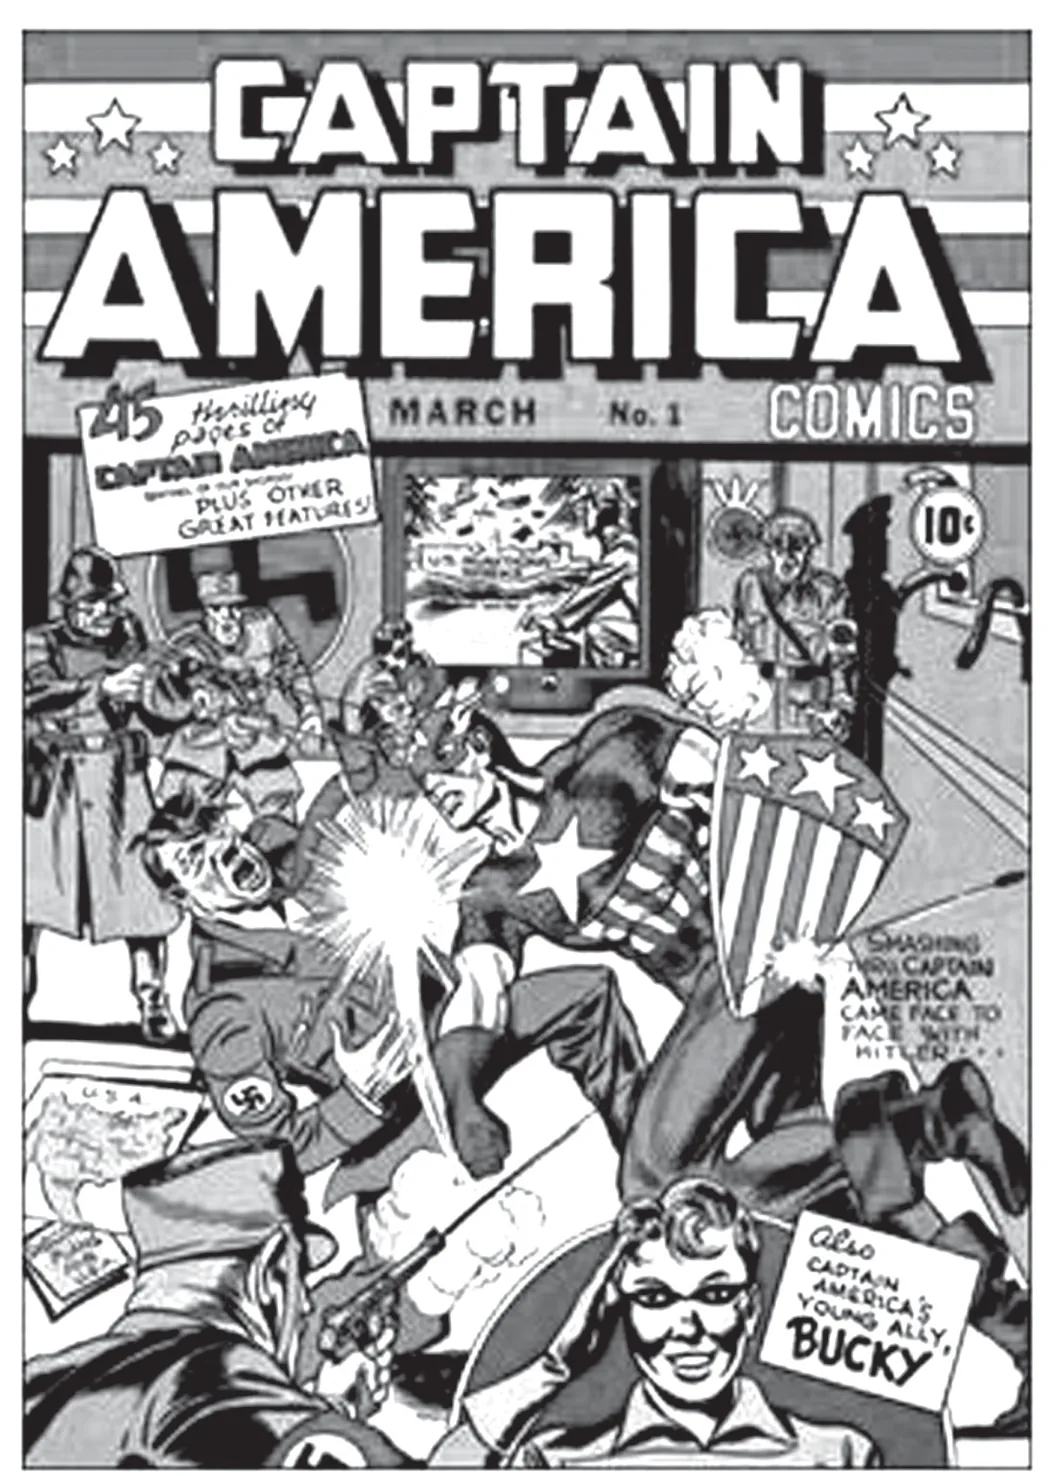 CAPTAIN
AMERICA
COMICS
MARCH No. 1
45 thrilling
pages of
CAPTAIN AMERICA
PLUS OTHER
GREAT FEATURES!
10¢
SMASHING
THRU, CAPTAIN
AMERICA
CAME FACE TO
FACE WITH
HITLER...
U S A
Also
CAPTAIN
AMERICA'S
YOUNG ALLY,
BUCKY